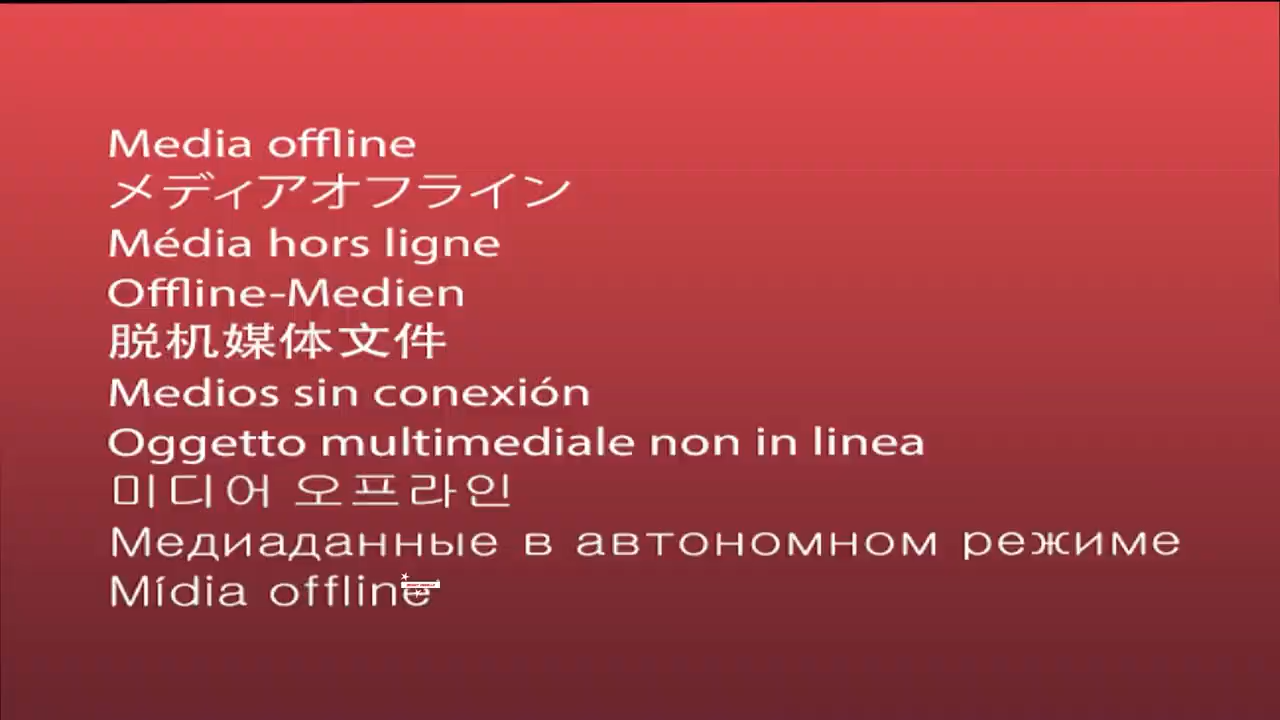 Media offline
メディアオフライン
Média hors ligne
Offline-Medien
脱机媒体文件
Medios sin conexión
Oggetto multimediale non in linea
미디어 오프라인
Медиаданные в автономном режиме
Mídia offline